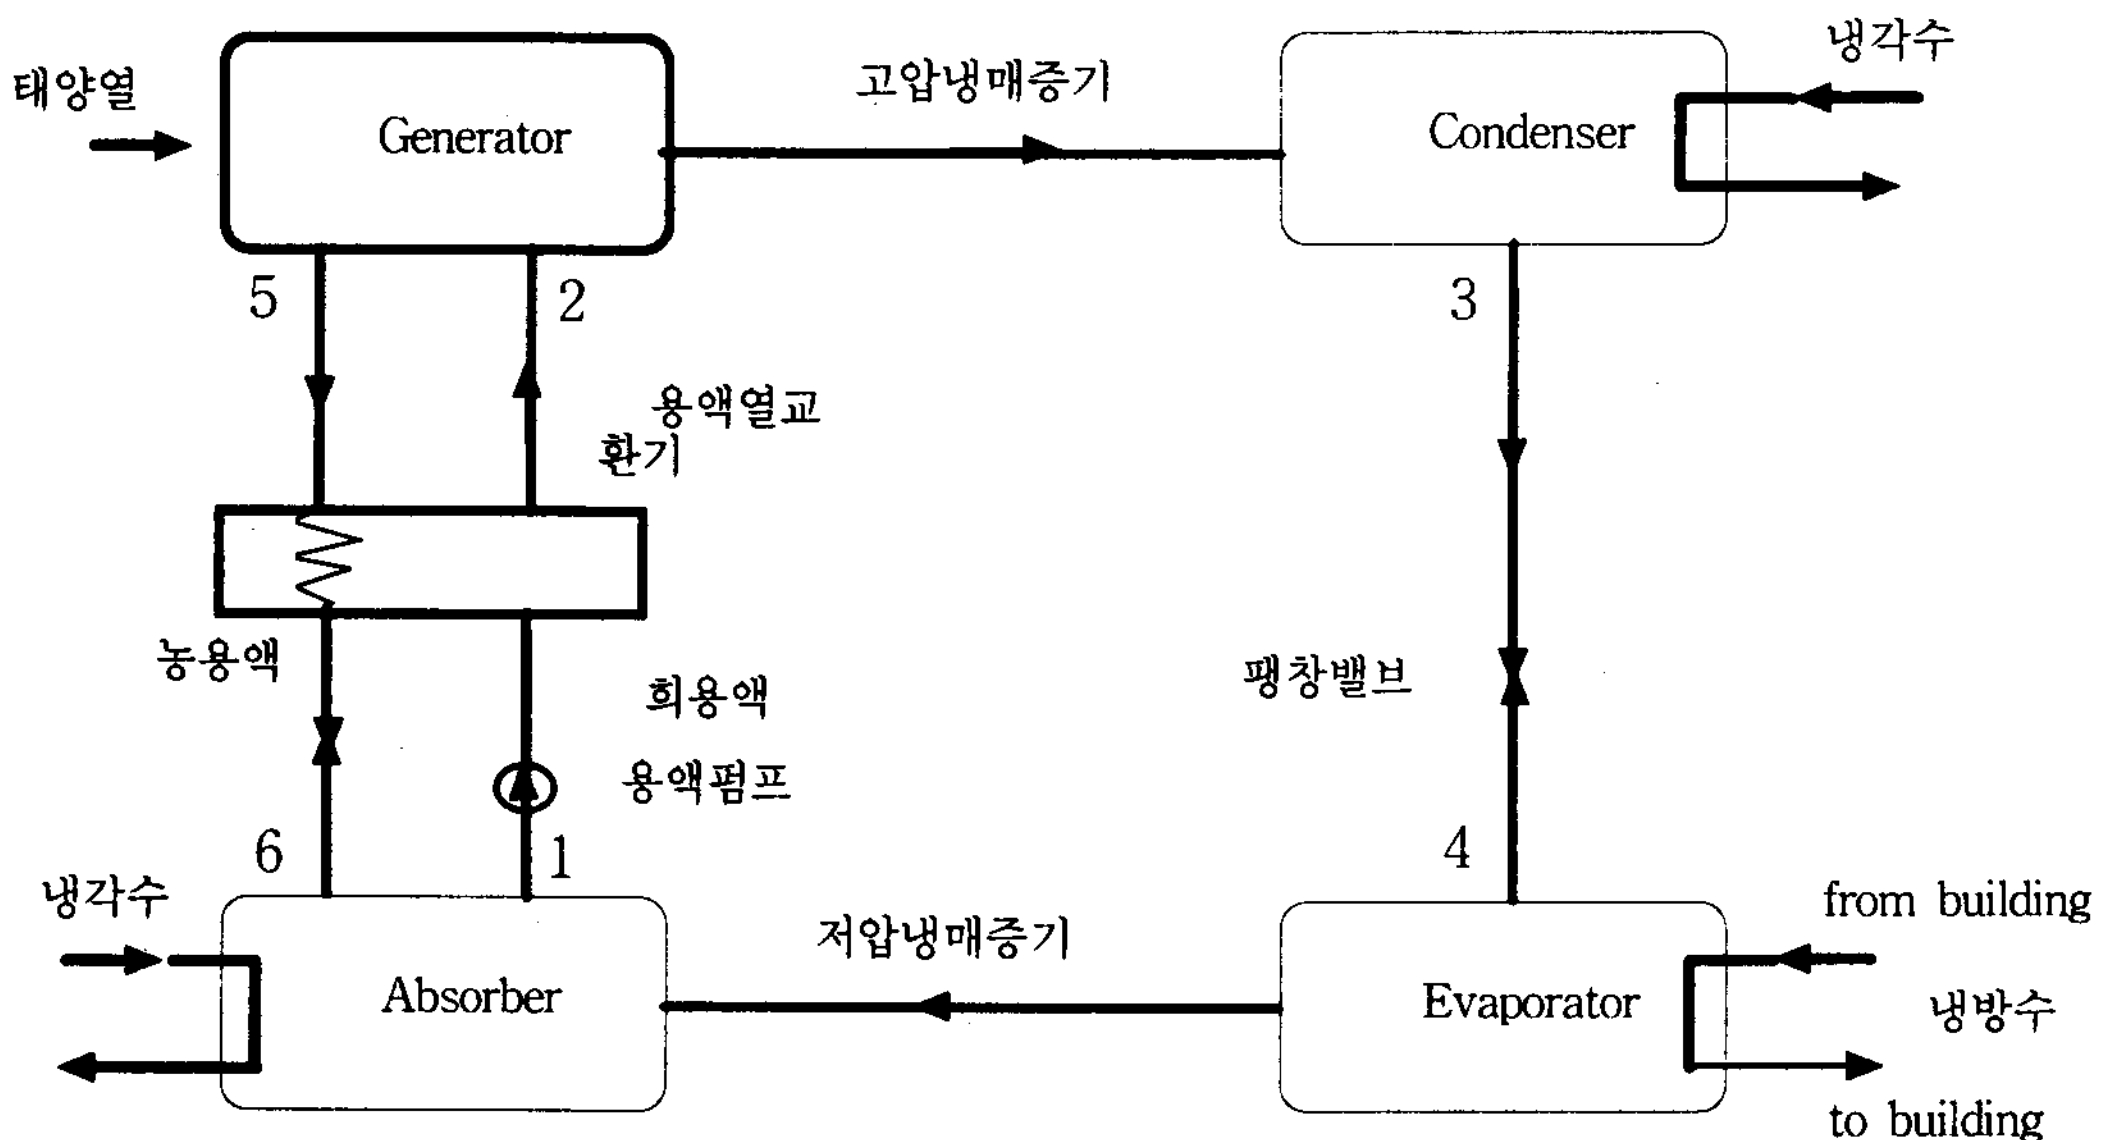 태양열
Generator
고압냉매증기
Condenser
냉각수
5
2
3
용액열교
환기
농용액
희용액
용액펌프
팽창밸브
6
1
4
냉각수
Absorber
저압냉매증기
Evaporator
from building
냉방수
to building